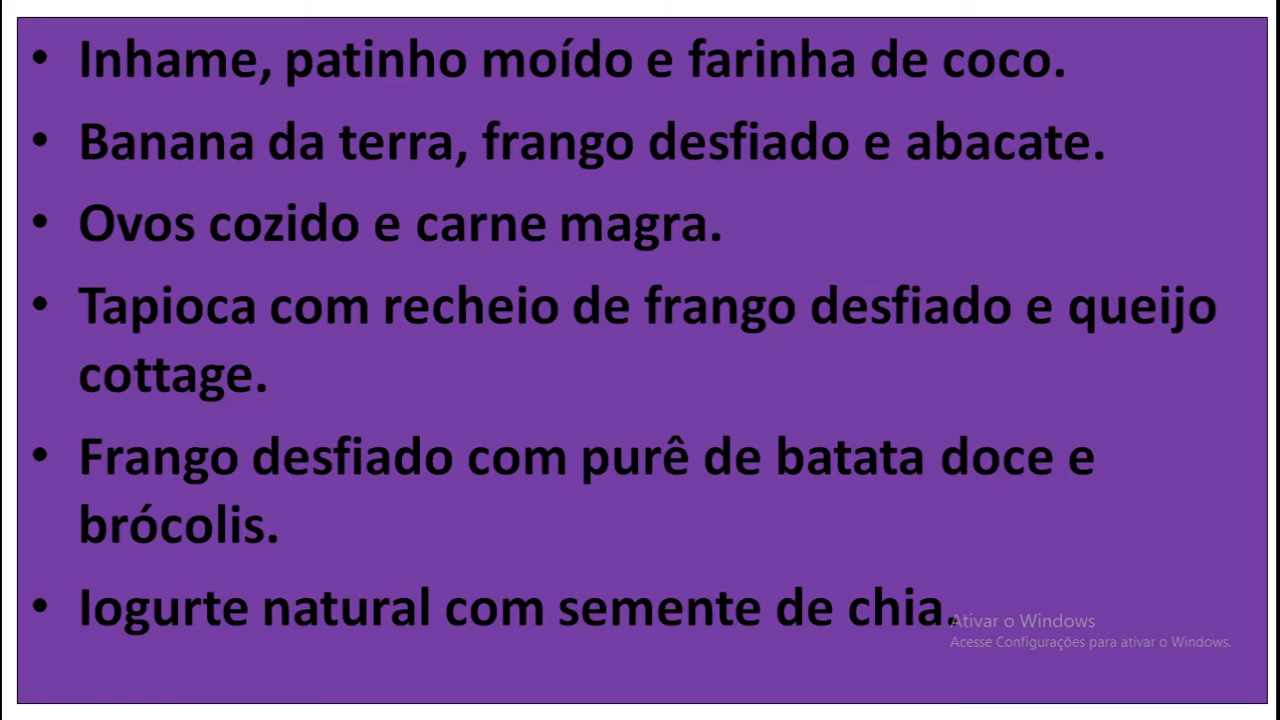 • Inhame, patinho moído e farinha de coco.
• Banana da terra, frango desfiado e abacate.
• Ovos cozido e carne magra.
• Tapioca com recheio de frango desfiado e queijo
cottage.
• Frango desfiado com purê de batata doce e
brócolis.
• Iogurte natural com semente de chia.
Ativar o Windows
Acesse Configurações para ativar o Windows.